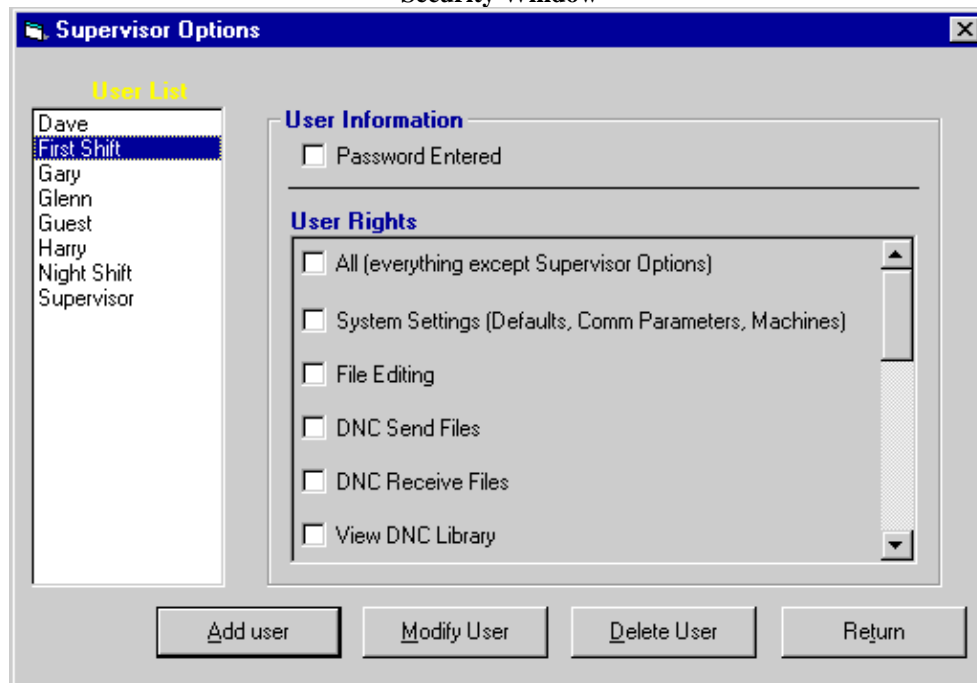 Security Window
Supervisor Options
User List
Dave
First Shift
Gary
Glenn
Guest
Harry
Night Shift
Supervisor
User Information
Password Entered
User Rights
All (everything except Supervisor Options)
System Settings (Defaults, Comm Parameters, Machines)
File Editing
DNC Send Files
DNC Receive Files
View DNC Library
Add user
Modify User
Delete User
Return